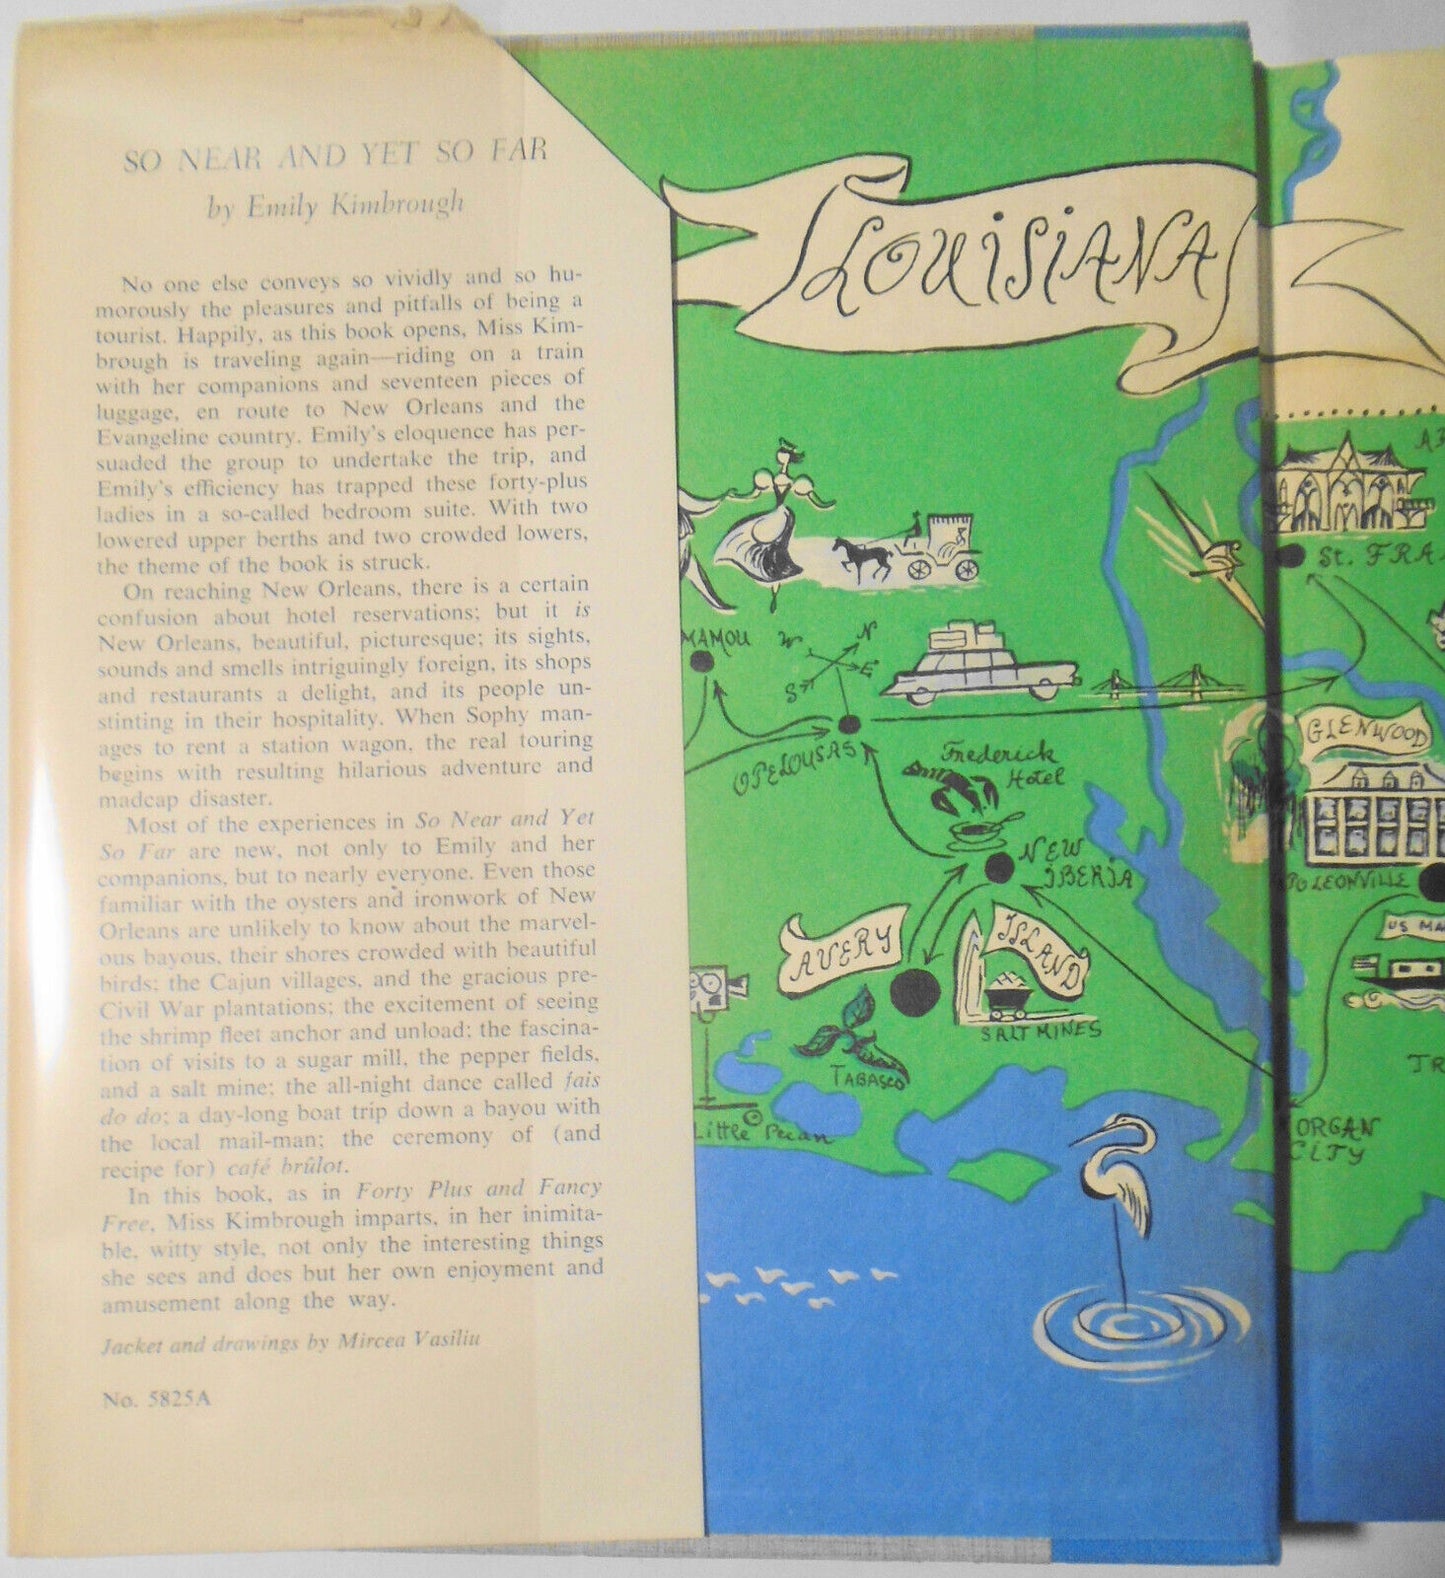 SO NEAR AND YET SO FAR
by Emily Kimbrough
No one else conveys so vividly and so hu-
morously the pleasures and pitfalls of being a
tourist. Happily, as this book opens, Miss Kim-
brough is traveling again—riding on a train
with her companions and seventeen pieces of
luggage, en route to New Orleans and the
Evangeline country. Emily's eloquence has per-
suaded the group to undertake the trip, and
Emily's efficiency has trapped these forty-plus
ladies in a so-called bedroom suite. With two
lowered upper berths and two crowded lowers,
the theme of the book is struck.
On reaching New Orleans, there is a certain
confusion about hotel reservations; but it is
New Orleans, beautiful, picturesque; its sights,
sounds and smells intriguingly foreign, its shops
and restaurants a delight, and its people un-
stinting in their hospitality. When Sophy man-
ages to rent a station wagon, the real touring
begins with resulting hilarious adventure and
madcap disaster.
Most of the experiences in So Near and Yet
So Far are new, not only to Emily and her
companions, but to nearly everyone. Even those
familiar with the oysters and ironwork of New
Orleans are unlikely to know about the marvel-
ous bayous, their shores crowded with beautiful
birds; the Cajun villages, and the gracious pre-
Civil War plantations; the excitement of seeing
the shrimp fleet anchor and unload; the fascina-
tion of visits to a sugar mill, the pepper fields,
and a salt mine; the all-night dance called fais
do do; a day-long boat trip down a bayou with
the local mail-man; the ceremony of (and
recipe for) café brûlot.
In this book, as in Forty Plus and Fancy
Free, Miss Kimbrough imparts, in her inimita-
ble, witty style, not only the interesting things
she sees and does but her own enjoyment and
amusement along the way.
Jacket and drawings by Mircea Vasiliu
No. 5825A
LOUISIANA
St. FRA
MAMOU
W N
S E
OPELOUSAS
GLENWOOD
Frederick
Hotel
NEW
IBERIA
POLEONVILLE
US MA
AVERY
ISLAND
SALT MINES
TABASCO
TR
Little Pecan
ORGAN
CITY